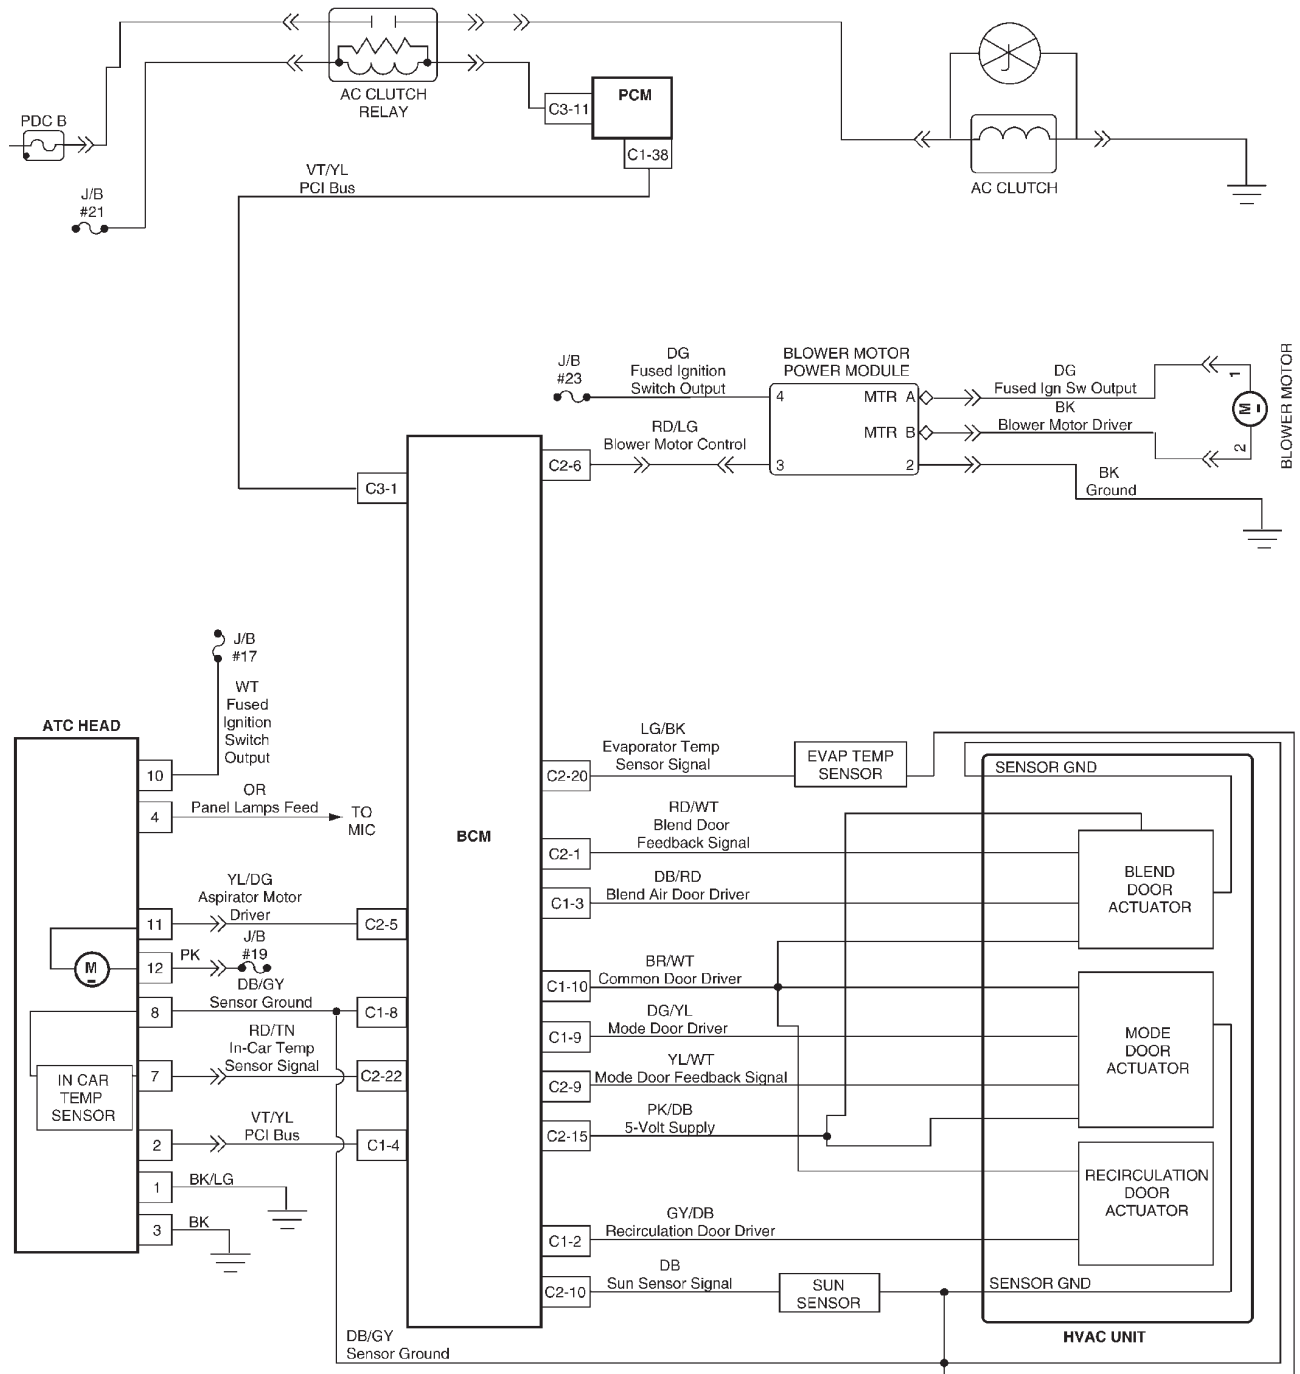 AC CLUTCH
RELAY
PCM
C3-11
C1-38
PDC B
J/B
#21
VT/YL
PCI Bus
J
AC CLUTCH
J/B
#23
DG
Fused Ignition
Switch Output
BLOWER MOTOR
POWER MODULE
4
MTR A
MTR B
3
2
DG
Fused Ign Sw Output
BK
Blower Motor Driver
1
M
2
BLOWER MOTOR
RD/LG
Blower Motor Control
C2-6
BK
Ground
C3-1
J/B
#17
WT
Fused
Ignition
Switch
Output
ATC HEAD
10
OR
Panel Lamps Feed
TO
MIC
4
BCM
YL/DG
Aspirator Motor
Driver
11
C2-5
J/B
#19
PK
12
M
DB/GY
Sensor Ground
8
C1-8
RD/TN
In-Car Temp
Sensor Signal
7
C2-22
IN CAR
TEMP
SENSOR
VT/YL
PCI Bus
2
C1-4
1
BK/LG
3
BK
DB/GY
Sensor Ground
LG/BK
Evaporator Temp
Sensor Signal
C2-20
EVAP TEMP
SENSOR
SENSOR GND
RD/WT
Blend Door
Feedback Signal
C2-1
DB/RD
Blend Air Door Driver
C1-3
BLEND
DOOR
ACTUATOR
BR/WT
Common Door Driver
C1-10
DG/YL
Mode Door Driver
C1-9
YL/WT
Mode Door Feedback Signal
C2-9
MODE
DOOR
ACTUATOR
PK/DB
5-Volt Supply
C2-15
RECIRCULATION
DOOR
ACTUATOR
GY/DB
Recirculation Door Driver
C1-2
DB
Sun Sensor Signal
C2-10
SUN
SENSOR
SENSOR GND
HVAC UNIT